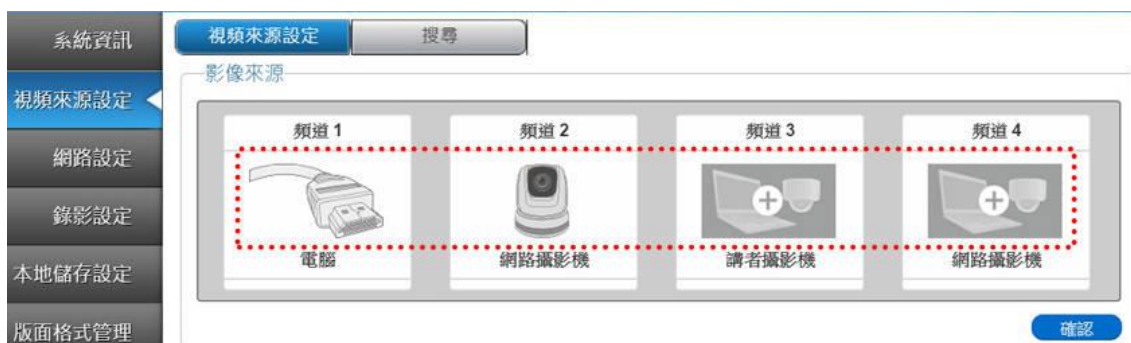 系統資訊
視頻來源設定
網路設定
錄影設定
本地儲存設定
版面格式管理
視頻來源設定 搜尋
影像來源
頻道 1 頻道 2 頻道 3 頻道 4
電腦 網路攝影機 講者攝影機 網路攝影機
確認